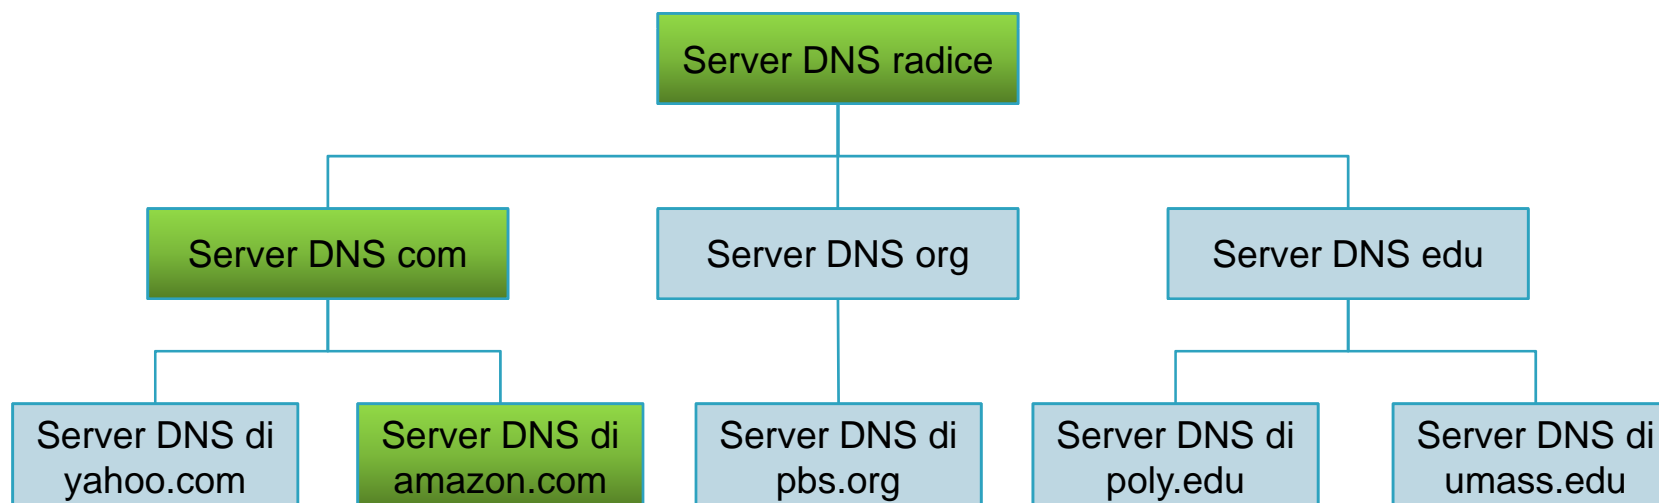 Server DNS radice
Server DNS com
Server DNS org
Server DNS edu
Server DNS di
yahoo.com
Server DNS di
amazon.com
Server DNS di
pbs.org
Server DNS di
poly.edu
Server DNS di
umass.edu